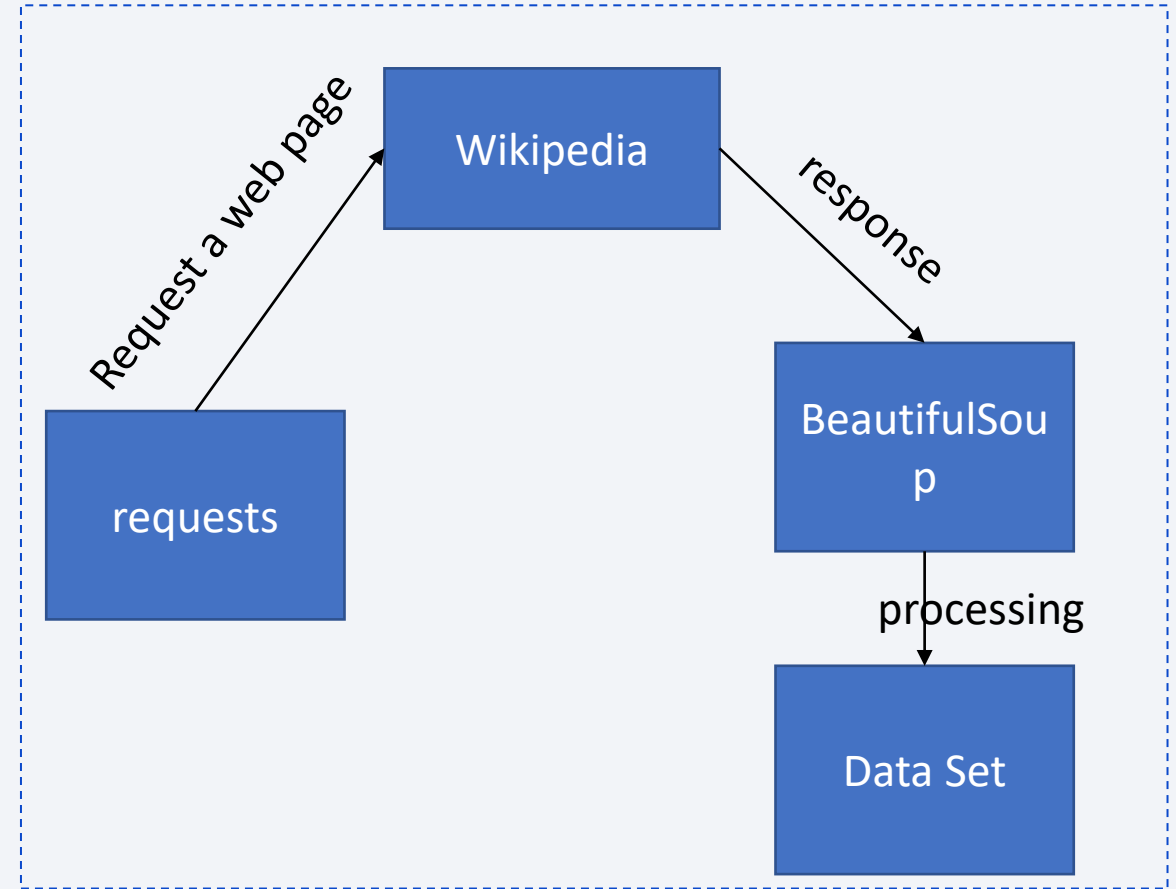 Wikipedia
Request a web page
response
BeautifulSou
p
requests
processing
Data Set